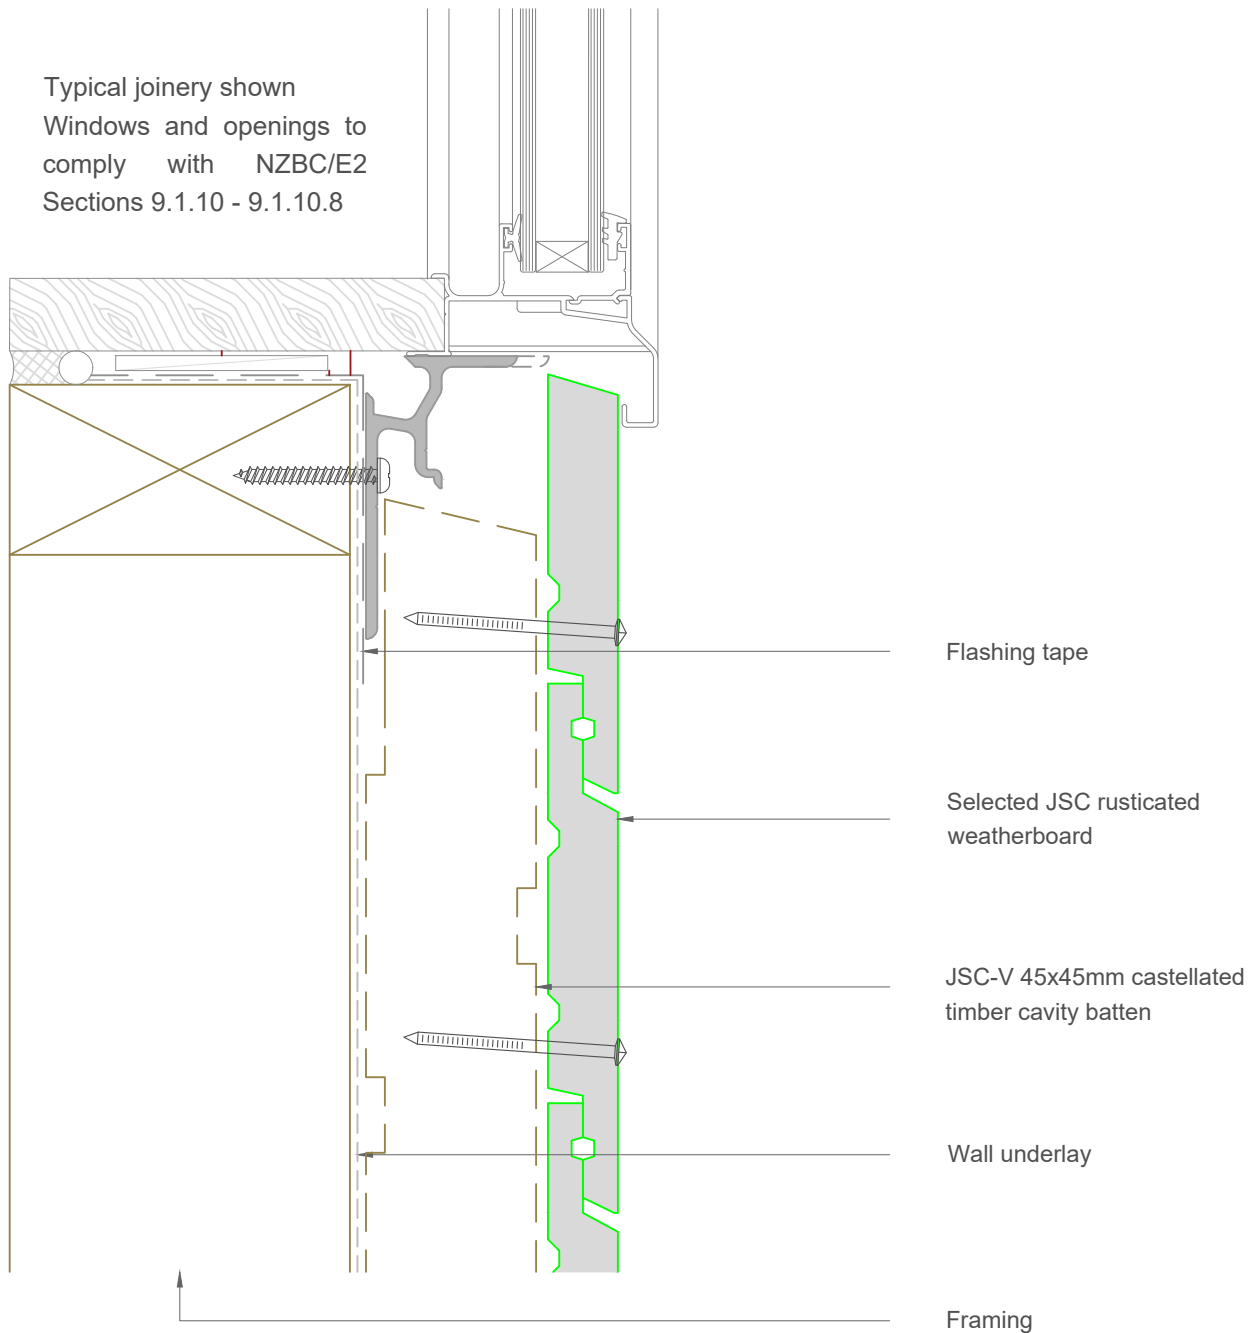 Typical joinery shown
Windows and openings to
comply with NZBC/E2
Sections 9.1.10 - 9.1.10.8
Flashing tape
Selected JSC rusticated
weatherboard
JSC-V 45x45mm castellated
timber cavity batten
Wall underlay
Framing